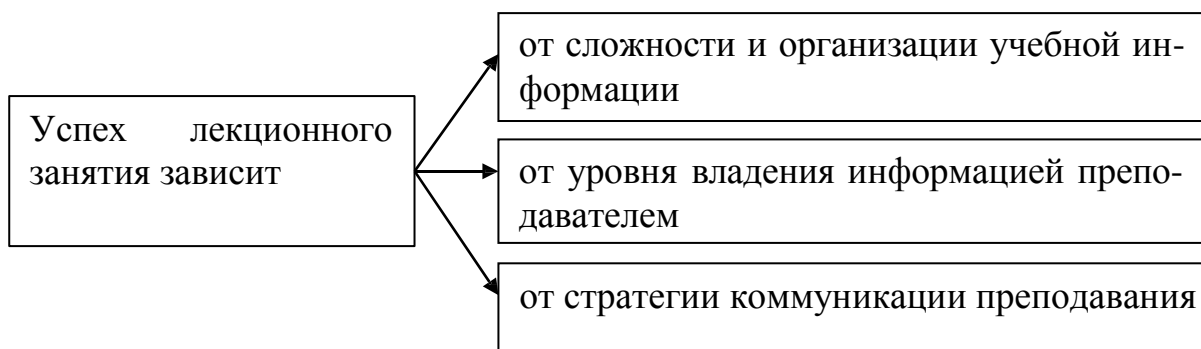 Успех лекционного
занятия зависит
от сложности и организации учебной ин-
формации
от уровня владения информацией препо-
давателем
от стратегии коммуникации преподавания